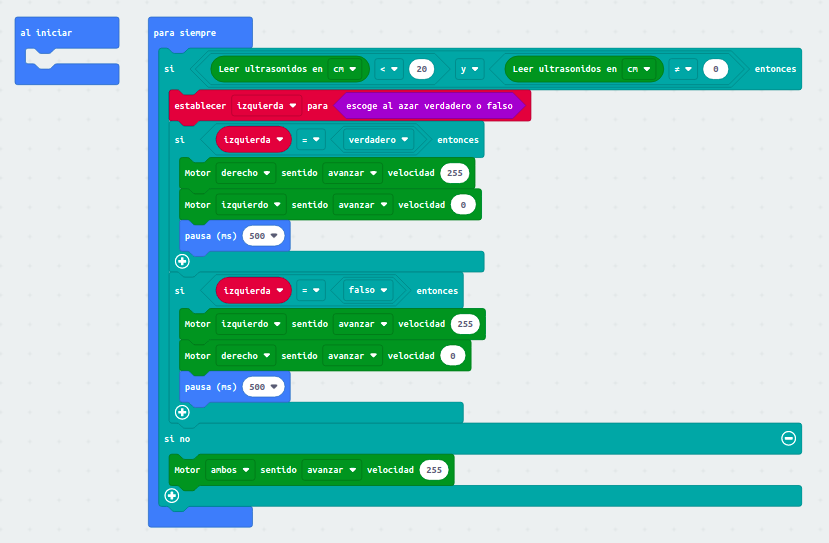 al iniciar
para siempre
si Leer ultrasonidos en cm < 20 y Leer ultrasonidos en cm ≠ 0 entonces
establecer izquierda para escoge al azar verdadero o falso
si izquierda = verdadero entonces
Motor derecho sentido avanzar velocidad 255
Motor izquierdo sentido avanzar velocidad 0
pausa (ms) 500
si izquierda = falso entonces
Motor izquierdo sentido avanzar velocidad 255
Motor derecho sentido avanzar velocidad 0
pausa (ms) 500
si no
Motor ambos sentido avanzar velocidad 255